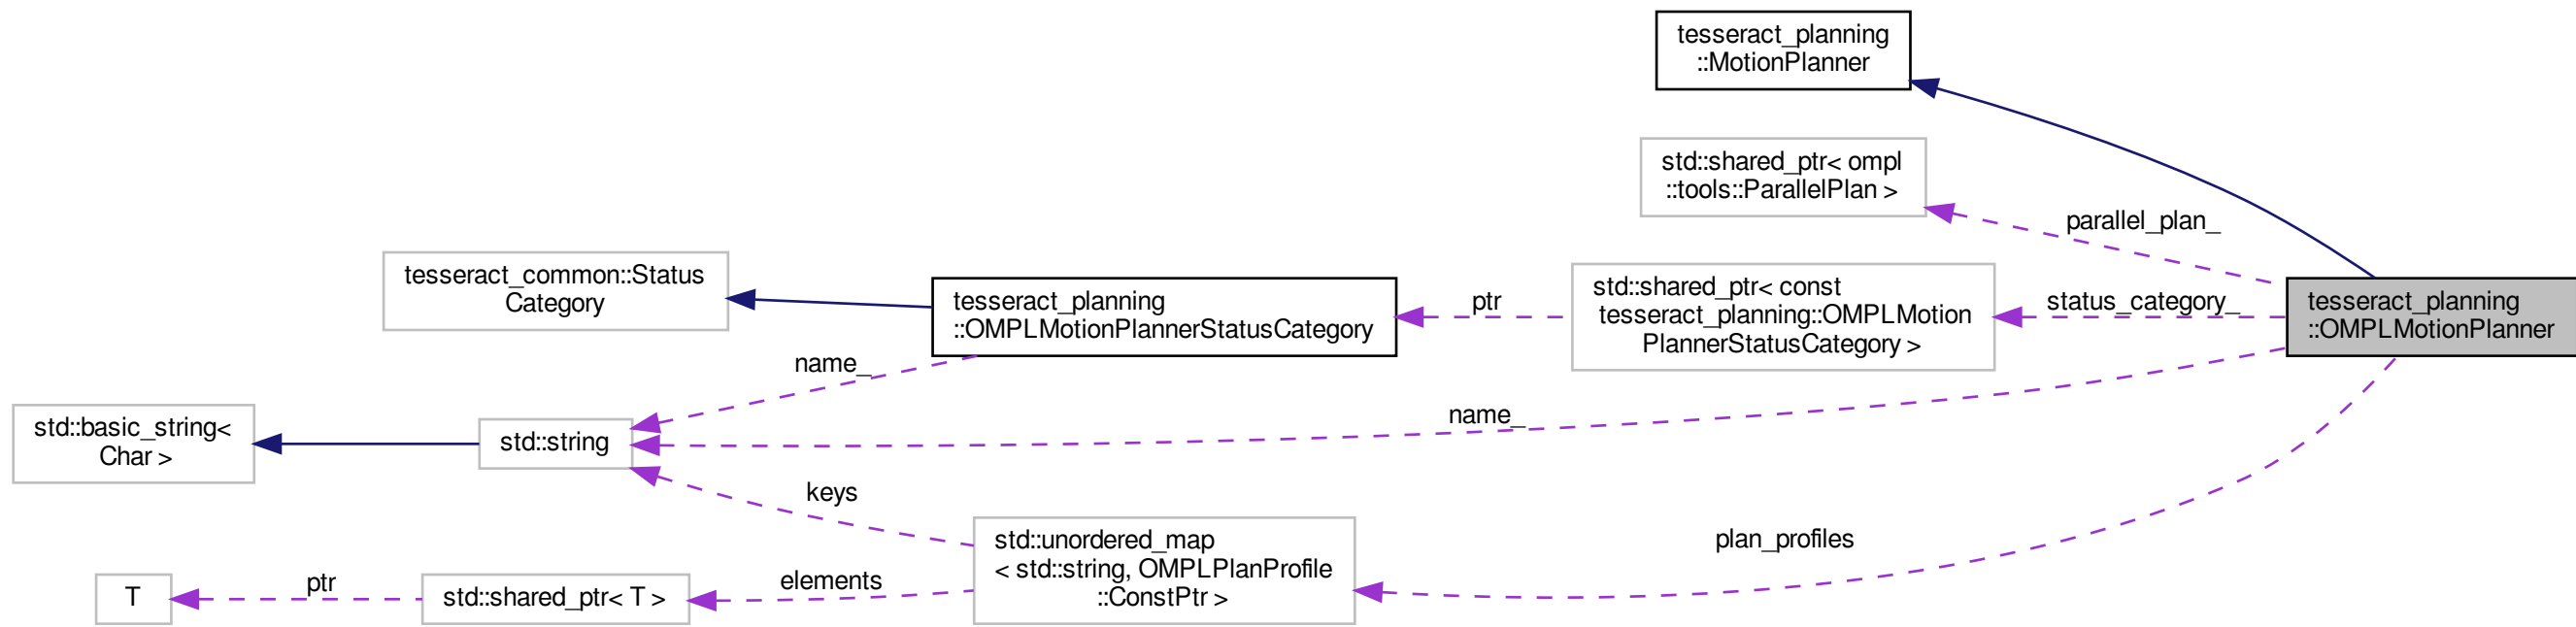 tesseract_planning
::MotionPlanner
std::shared_ptr< ompl
::tools::ParallelPlan >
parallel_plan_
tesseract_common::Status
Category
tesseract_planning
::OMPLMotionPlannerStatusCategory
ptr
std::shared_ptr< const
tesseract_planning::OMPLMotion
PlannerStatusCategory >
status_category_
tesseract_planning
::OMPLMotionPlanner
name_
std::basic_string<
Char >
std::string
name_
keys
std::unordered_map
< std::string, OMPLPlanProfile
::ConstPtr >
plan_profiles
T
ptr
std::shared_ptr< T >
elements